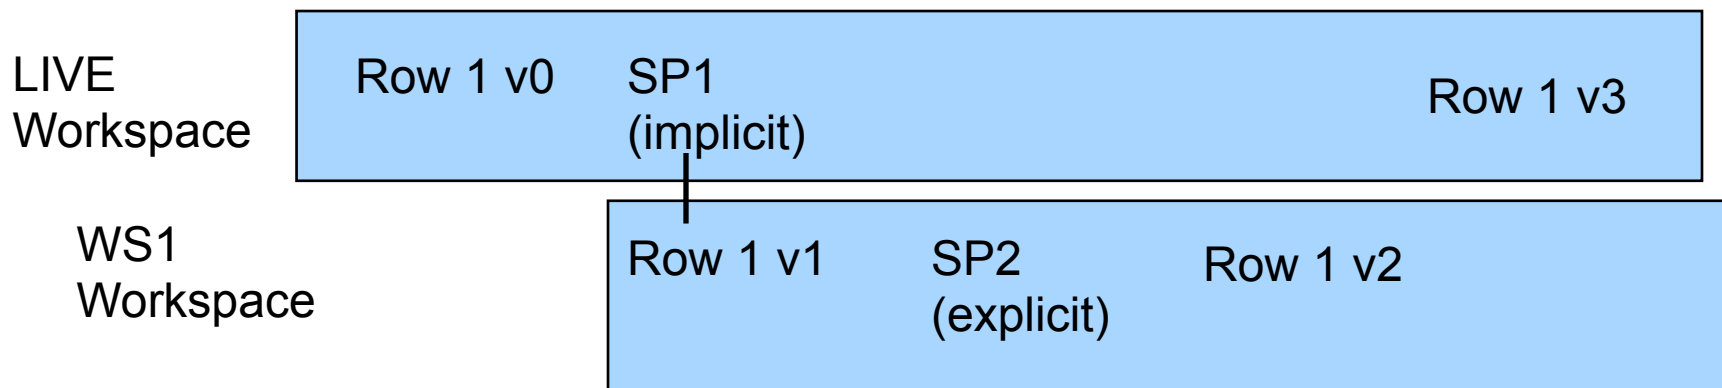 LIVE
Workspace
Row 1 v0
SP1
(implicit)
Row 1 v3
WS1
Workspace
Row 1 v1
SP2
(explicit)
Row 1 v2